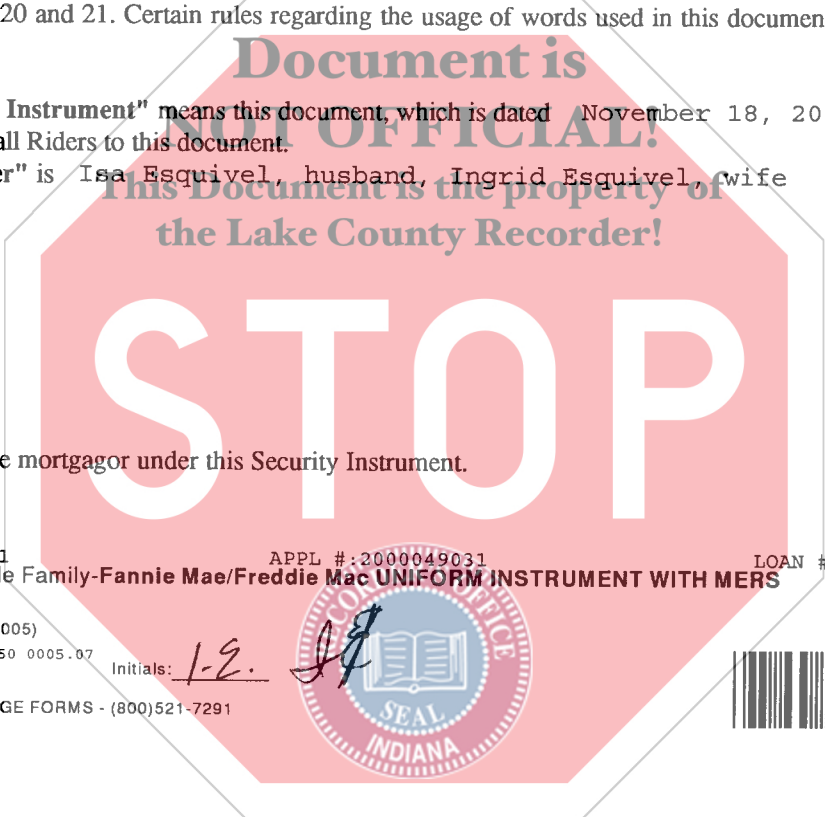 20 and 21. Certain rules regarding the usage of words used in this documen
Document is
Instrument" means this document, which is dated November 18, 20
NOT OFFICIAL!
all Riders to this document.
er" is Isa Esquivel, husband, Ingrid Esquivel, wife
This Document is the property of
the Lake County Recorder!
STOP
e mortgagor under this Security Instrument.
1 APPL #:2000049031 LOAN #
le Family-Fannie Mae/Freddie Mac UNIFORM INSTRUMENT WITH MERS
005)
50 0005.07 Initials: I.E. IE
GE FORMS - (800)521-7291
SEAL
INDIANA